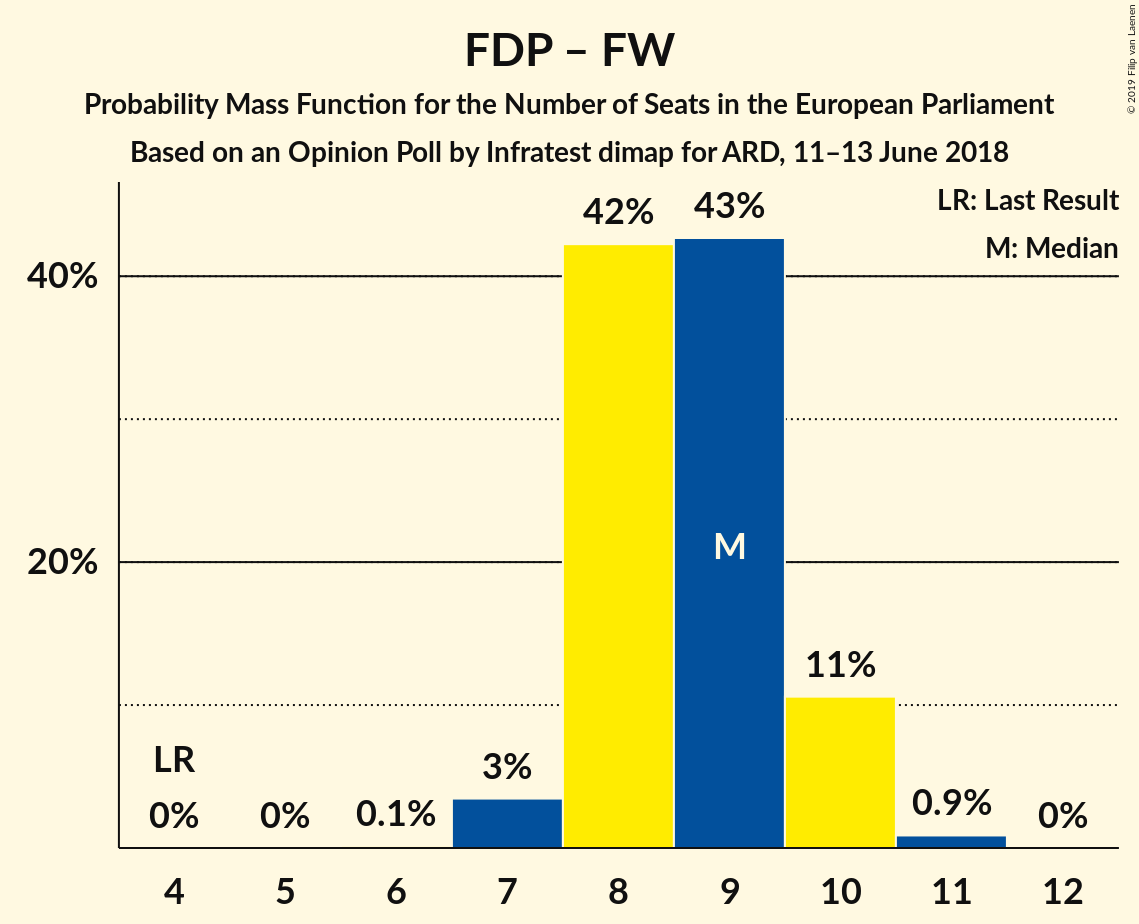 FDP – FW
Probability Mass Function for the Number of Seats in the European Parliament
Based on an Opinion Poll by Infratest dimap for ARD, 11–13 June 2018
© 2019 Filip van Laenen
LR: Last Result
M: Median
42%
43%
40%
M
20%
11%
LR
3%
0%
0%
0.1%
0.9%
0%
4 5 6 7 8 9 10 11 12